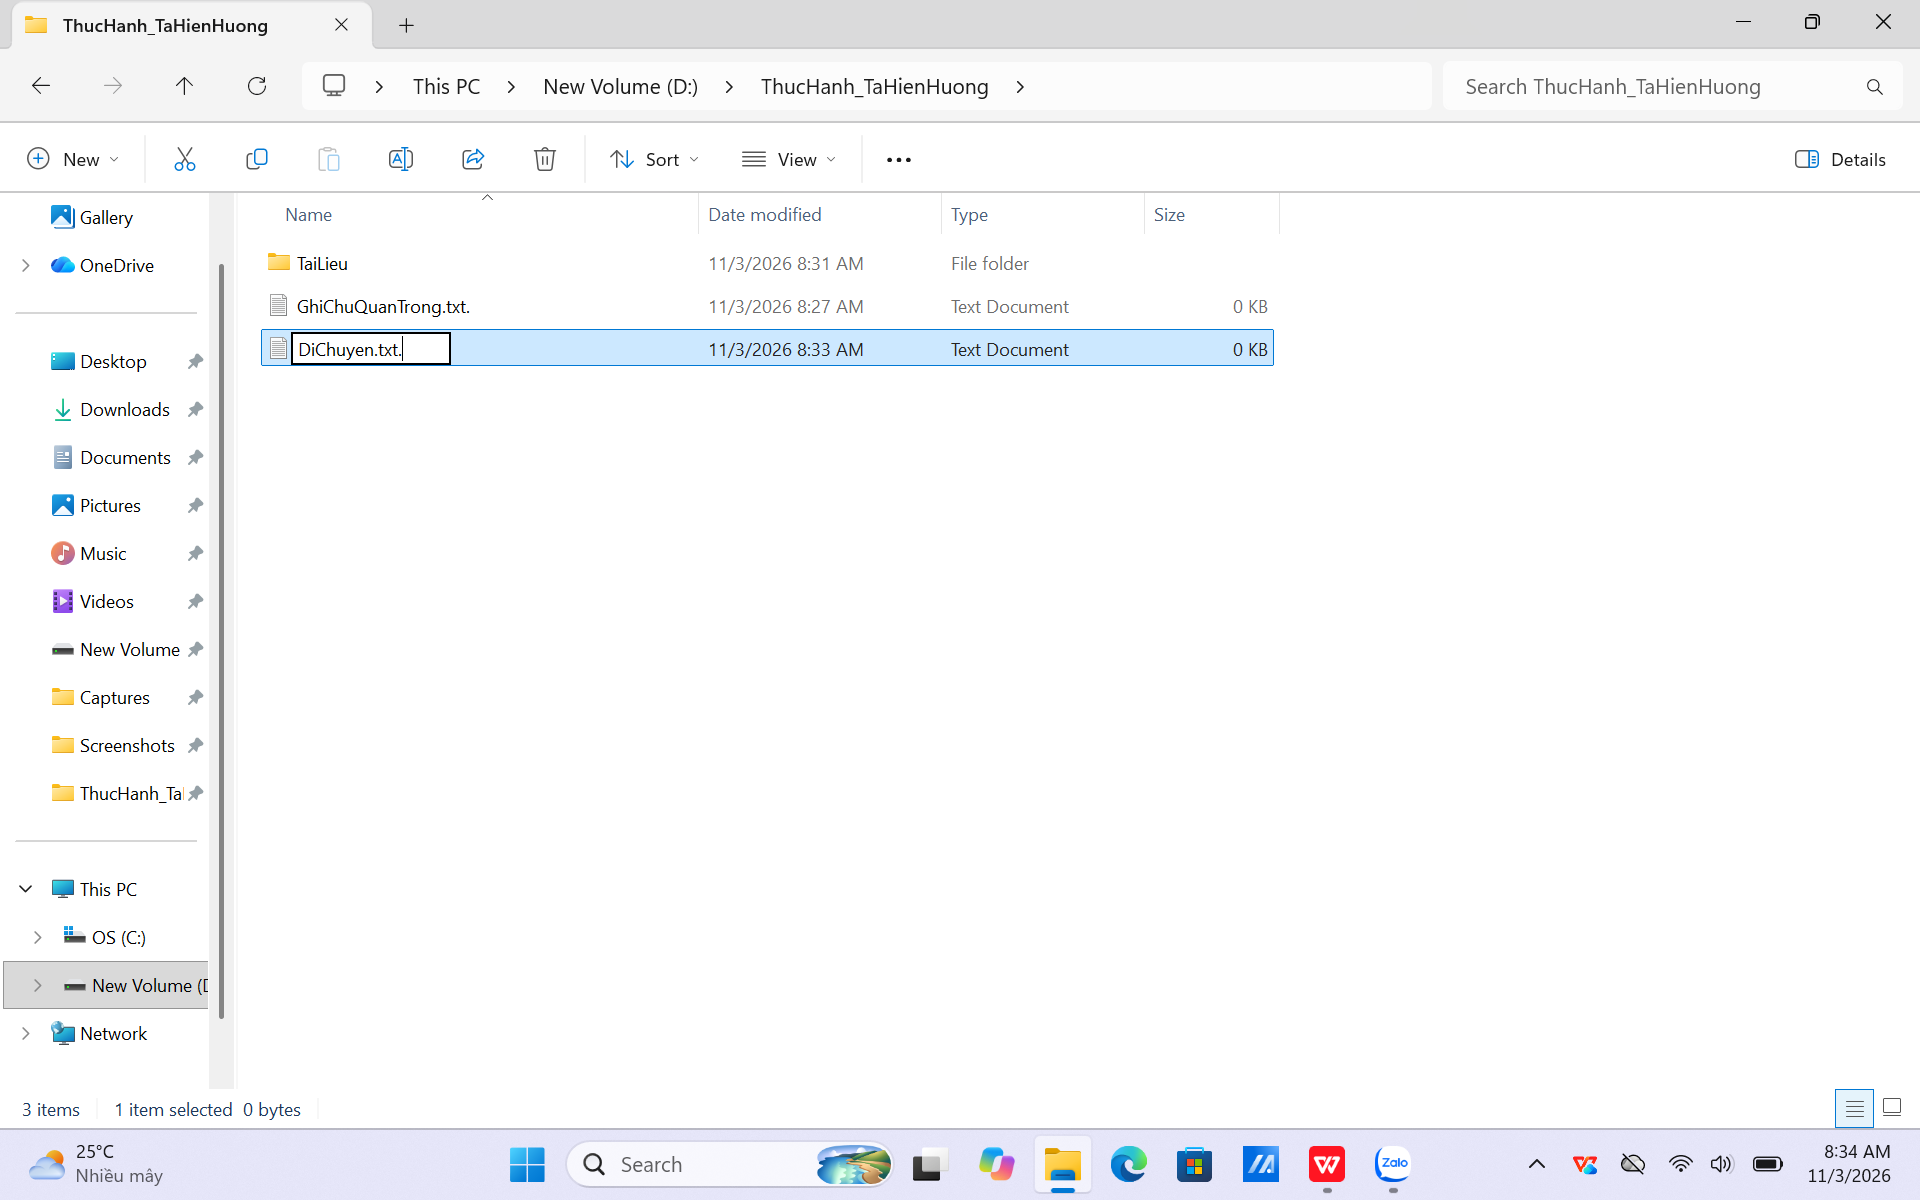 ThucHanh_TaHienHuong
This PC
New Volume (D:)
ThucHanh_TaHienHuong
Search ThucHanh_TaHienHuong
New
Sort
View
Details
Gallery
OneDrive
Desktop
Downloads
Documents
Pictures
Music
Videos
New Volume
Captures
Screenshots
ThucHanh_Ta
This PC
OS (C:)
New Volume (D
Network
Name
Date modified
Type
Size
TaiLieu
11/3/2026 8:31 AM
File folder
GhiChuQuanTrong.txt.
11/3/2026 8:27 AM
Text Document
0 KB
DiChuyen.txt.
11/3/2026 8:33 AM
Text Document
0 KB
3 items
1 item selected 0 bytes
25°C
Nhiều mây
Search
Zalo
8:34 AM
11/3/2026